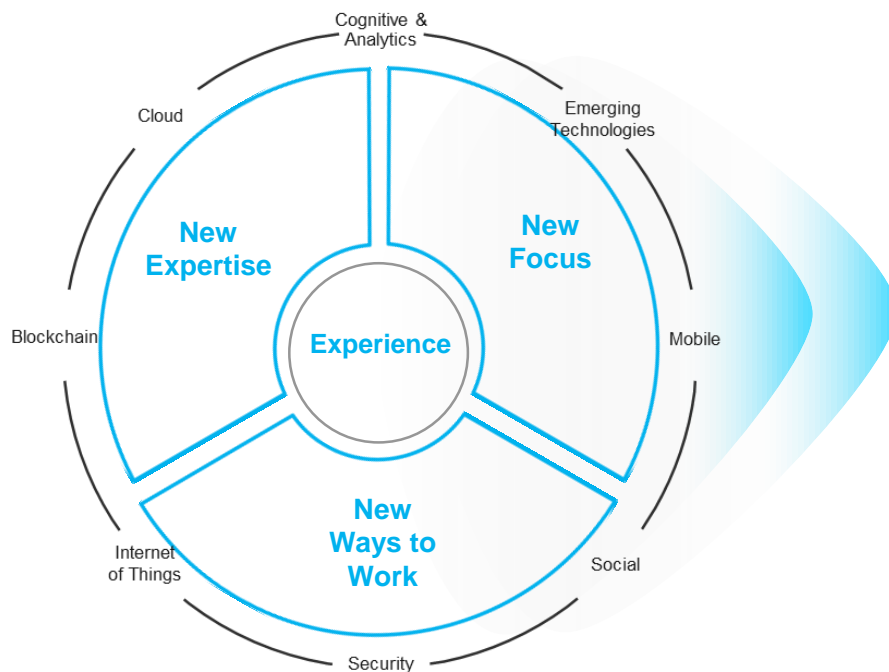 Cognitive &
Analytics
Cloud
Emerging
Technologies
New
Expertise
New
Focus
Blockchain
Experience
Mobile
New
Ways to
Work
Internet
of Things
Social
Security